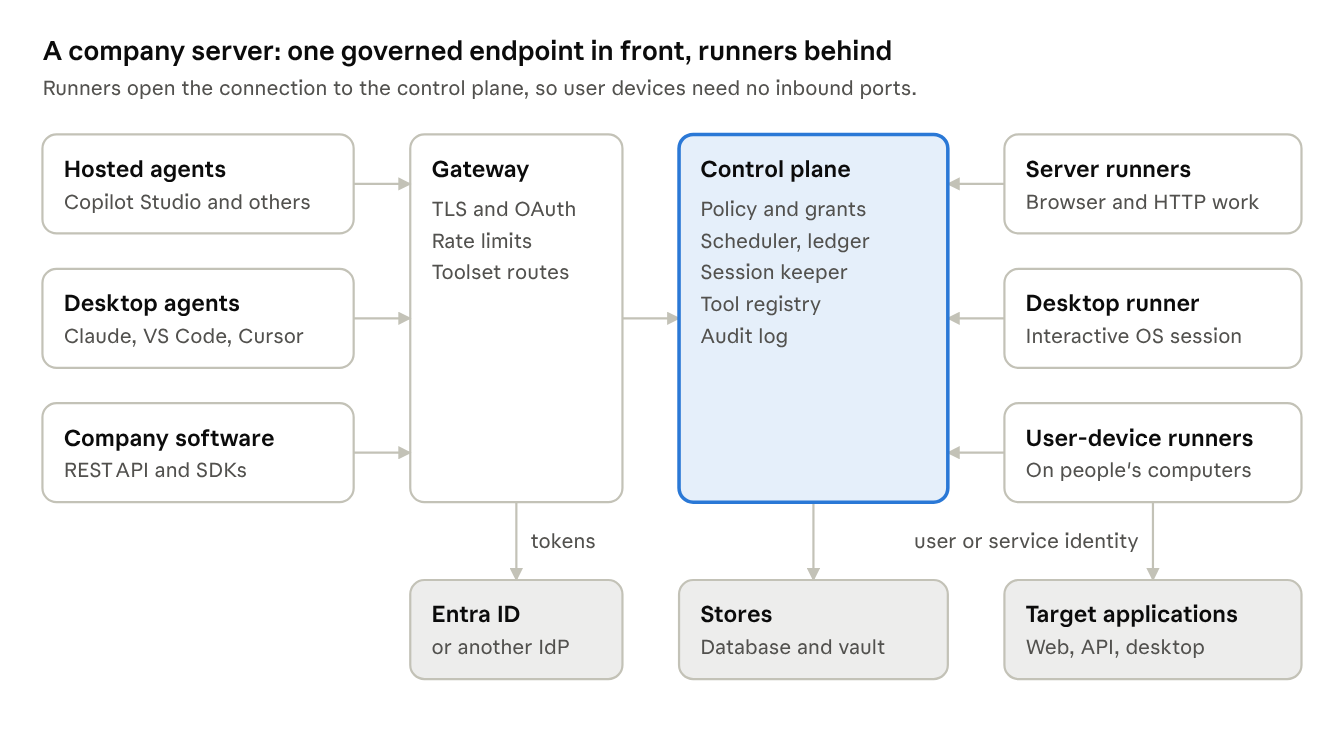 A company server: one governed endpoint in front, runners behind
Runners open the connection to the control plane, so user devices need no inbound ports.
Hosted agents
Copilot Studio and others
Desktop agents
Claude, VS Code, Cursor
Company software
REST API and SDKs
Gateway
TLS and OAuth
Rate limits
Toolset routes
Control plane
Policy and grants
Scheduler, ledger
Session keeper
Tool registry
Audit log
Server runners
Browser and HTTP work
Desktop runner
Interactive OS session
User-device runners
On people's computers
tokens
user or service identity
Entra ID
or another IdP
Stores
Database and vault
Target applications
Web, API, desktop